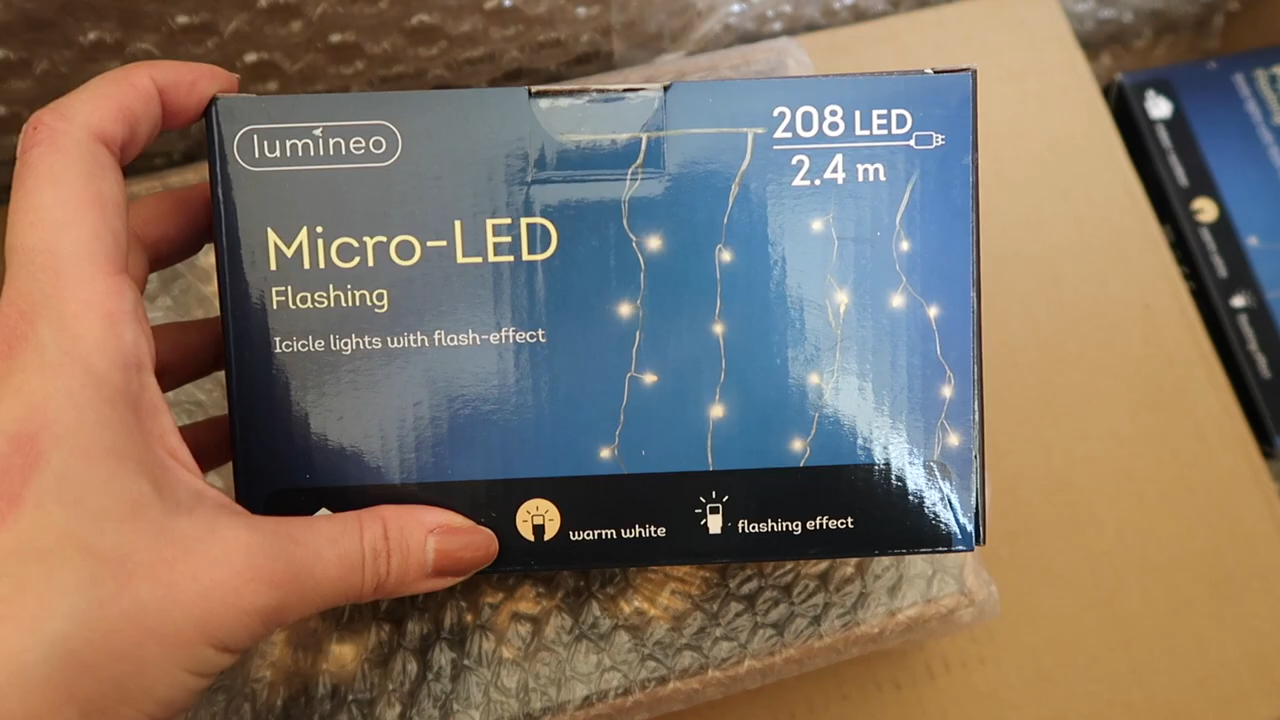 lumineo
208 LED
2.4 m
Micro-LED
Flashing
Icicle lights with flash-effect
warm white
flashing effect